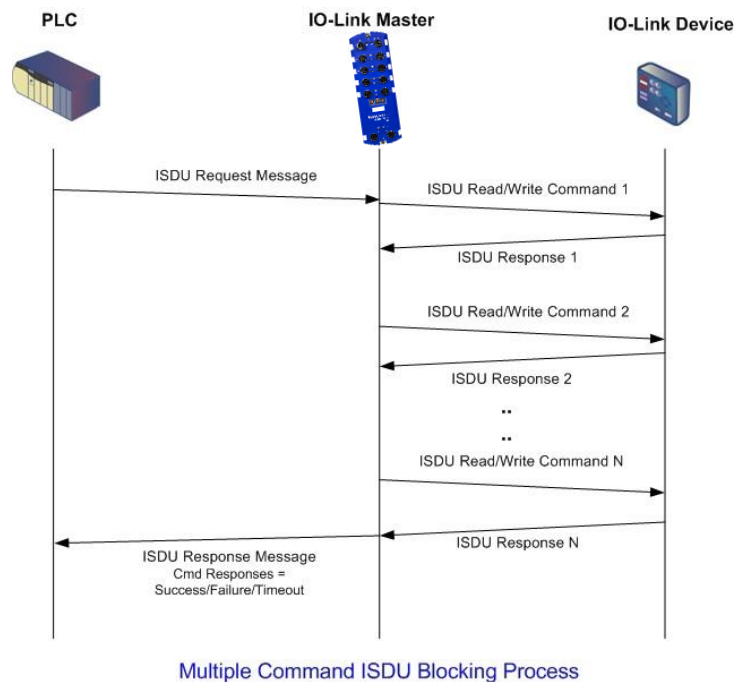 PLC
IO-Link Master
IO-Link Device
ISDU Request Message
ISDU Read/Write Command 1
ISDU Response 1
ISDU Read/Write Command 2
ISDU Response 2
..
..
ISDU Read/Write Command N
ISDU Response N
ISDU Response Message
Cmd Responses =
Success/Failure/Timeout
Multiple Command ISDU Blocking Process